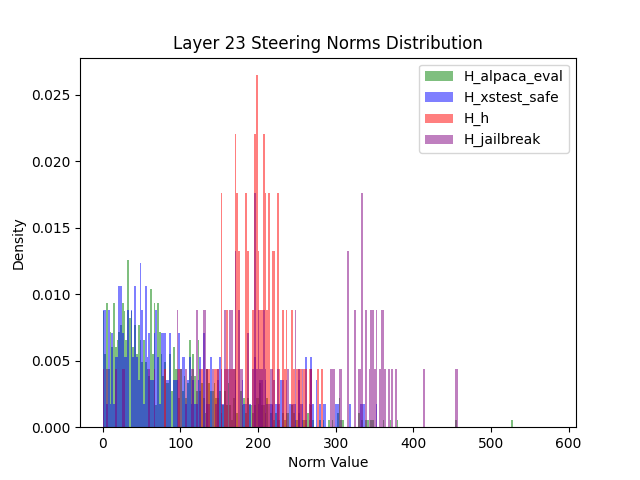 Layer 23 Steering Norms Distribution
H_alpaca_eval
H_xstest_safe
H_h
H_jailbreak
0.025
0.020
0.015
0.010
0.005
0.000
Density
0 100 200 300 400 500 600
Norm Value